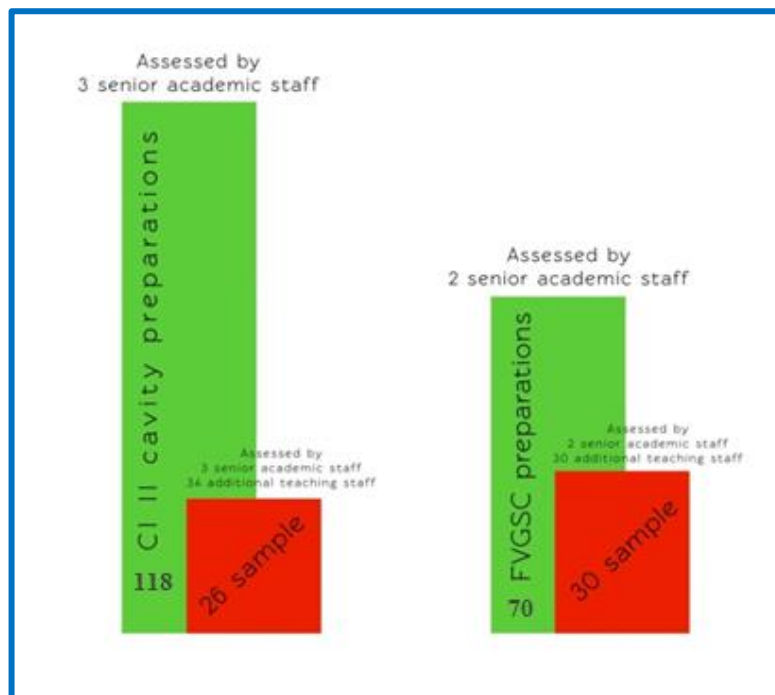 Assessed by
3 senior academic staff
Cl II cavity preparations
118
Assessed by
3 senior academic staff
34 additional teaching staff
26 sample
Assessed by
2 senior academic staff
FVGSC preparations
70
Assessed by
2 senior academic staff
30 additional teaching staff
30 sample